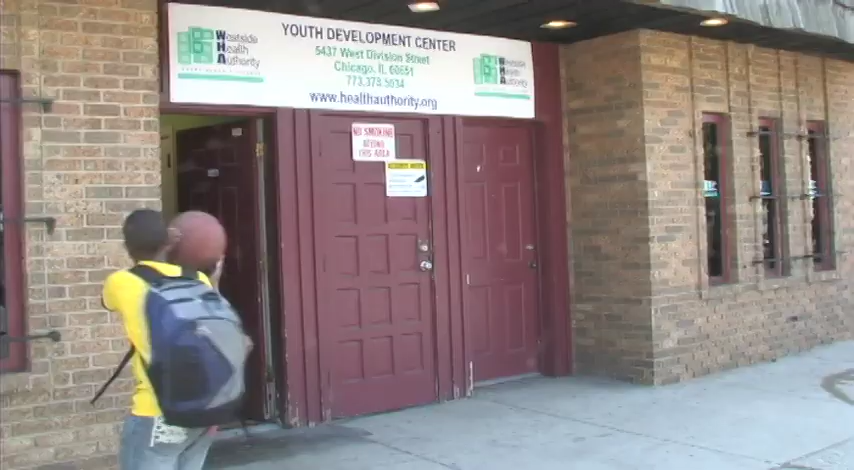 Westside
Health
Authority
YOUTH DEVELOPMENT CENTER
5437 West Division Street
Chicago, IL 60651
773.378.5034
www.healthauthority.org
Westside
Health
Authority
NO SMOKING
BEYOND
THIS AREA